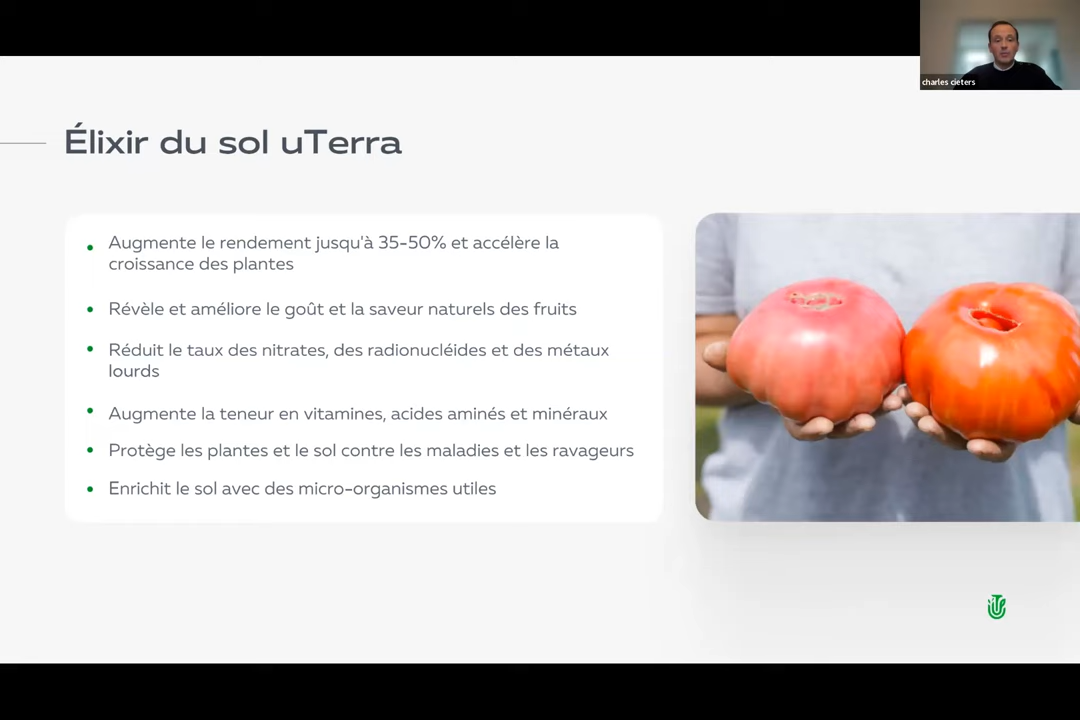 charles cieters
Élixir du sol uTerra
Augmente le rendement jusqu'à 35-50% et accélère la
croissance des plantes
Révèle et améliore le goût et la saveur naturels des fruits
Réduit le taux des nitrates, des radionucléides et des métaux
lourds
Augmente la teneur en vitamines, acides aminés et minéraux
Protège les plantes et le sol contre les maladies et les ravageurs
Enrichit le sol avec des micro-organismes utiles